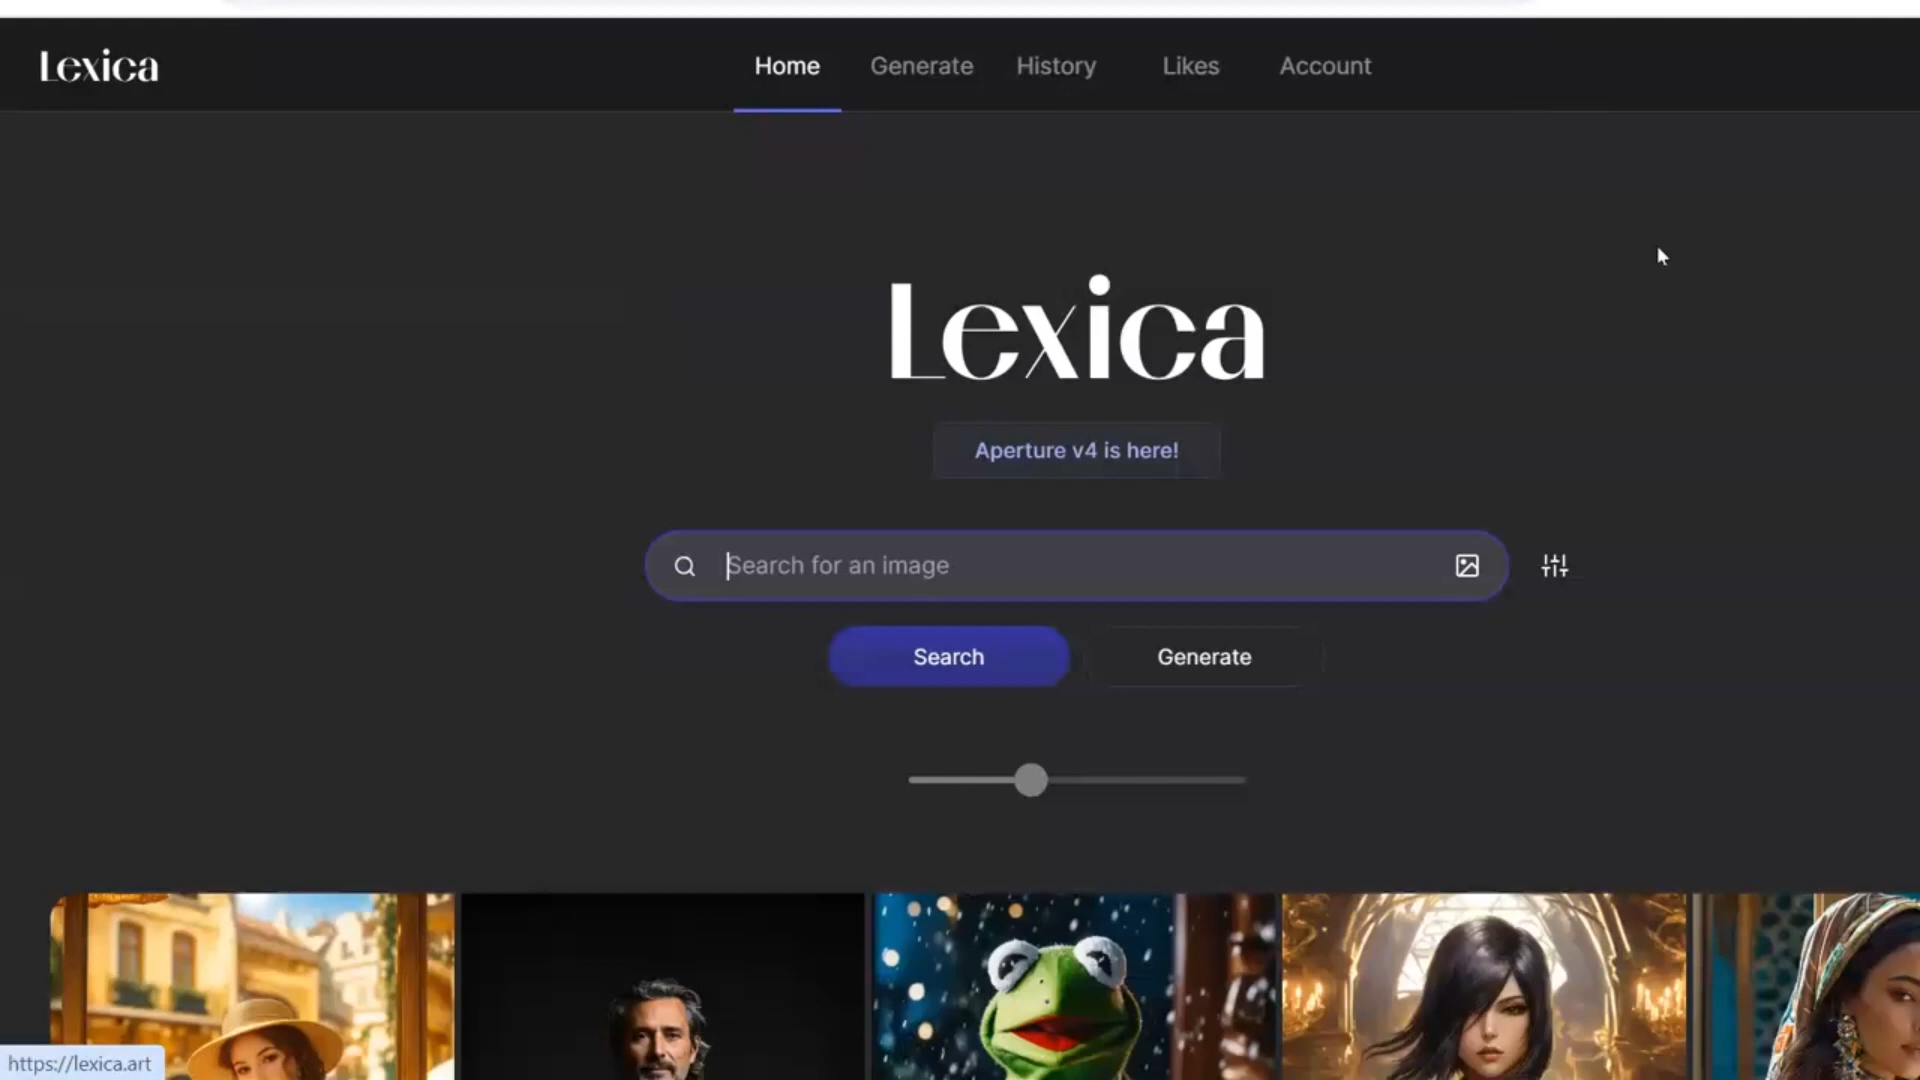 Lexica
Home Generate History Likes Account
Lexica
Aperture v4 is here!
Search for an image
Search Generate
https://lexica.art